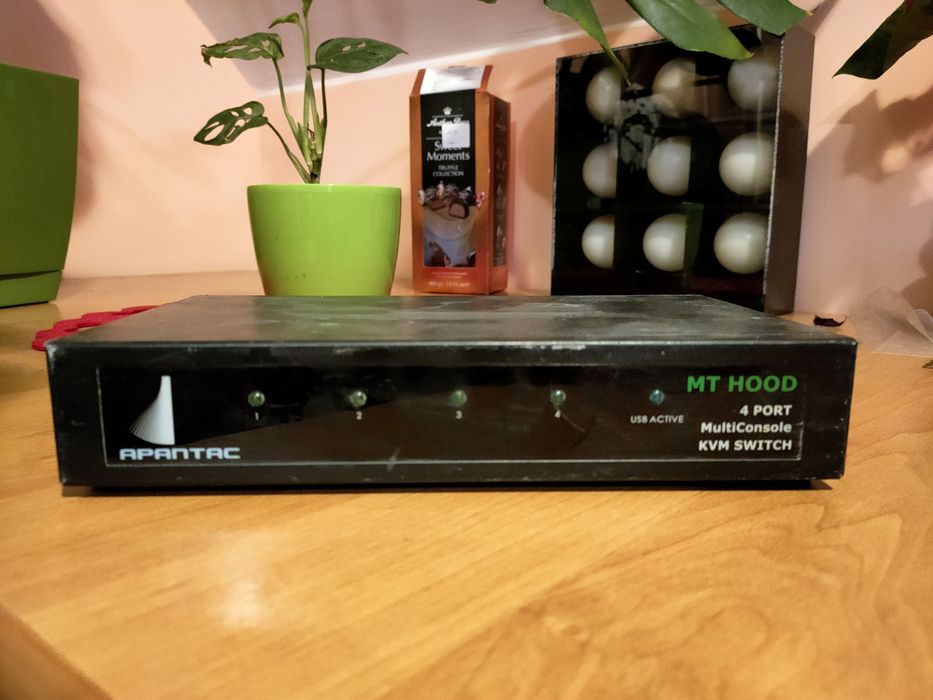 Sweet
Moments
TRUFFLE
COLLECTION
MT HOOD
1
2
3
4
USB ACTIVE
4 PORT
MultiConsole
KVM SWITCH
APANTAC